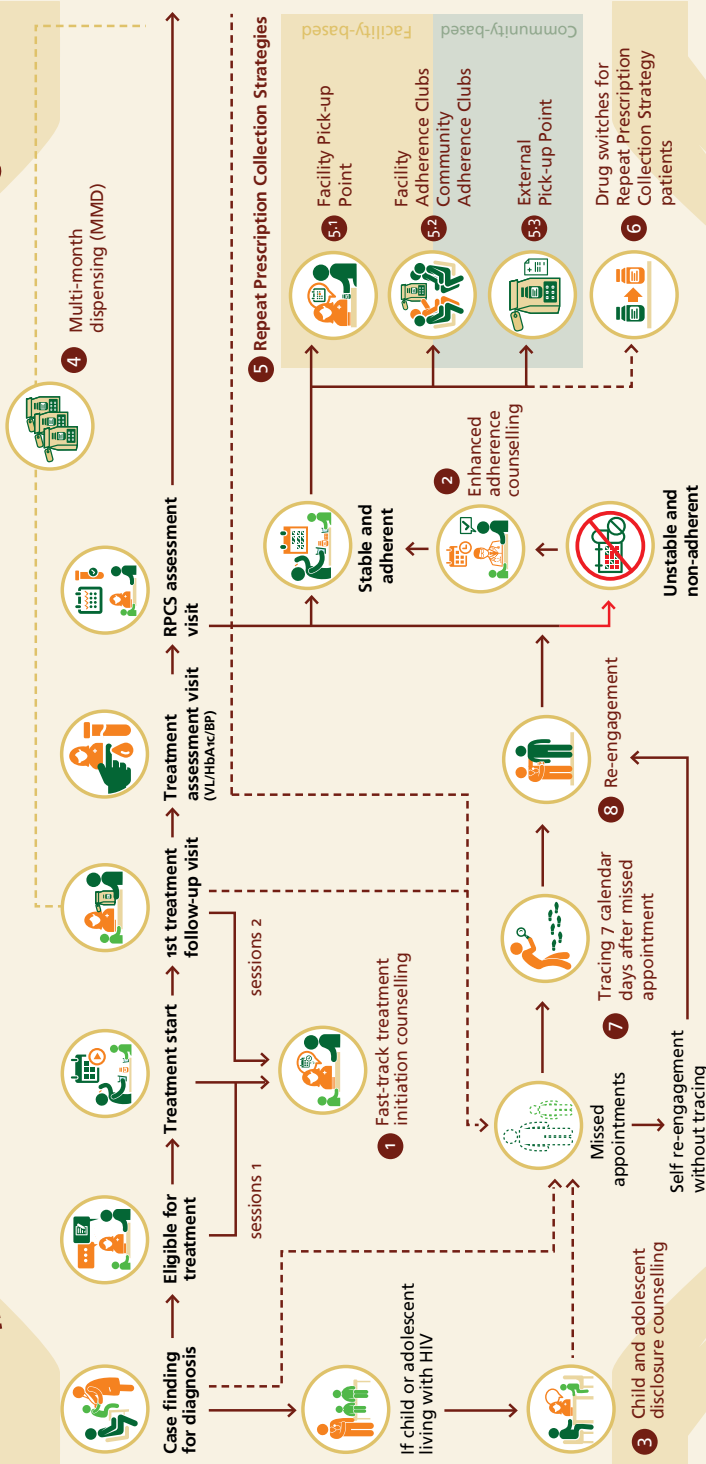 Case finding
for diagnosis
Eligible for
treatment
Treatment start
1st treatment
follow-up visit
Treatment
assessment visit
(VL/HbA1c/BP)
RPCS assessment
visit
4
Multi-month
dispensing (MMD)
sessions 1
sessions 2
1
Fast-track treatment
initiation counselling
If child or adolescent
living with HIV
3
Child and adolescent
disclosure counselling
Missed
appointments
Self re-engagement
without tracing
7
Tracing 7 calendar
days after missed
appointment
8
Re-engagement
Stable and
adherent
2
Enhanced
adherence
counselling
Unstable and
non-adherent
5
Repeat Prescription Collection Strategies
5.1
Facility Pick-up
Point
5.2
Facility
Adherence Clubs
Community
Adherence Clubs
5.3
External
Pick-up Point
6
Drug switches for
Repeat Prescription
Collection Strategy
patients
Facility-based
Community-based